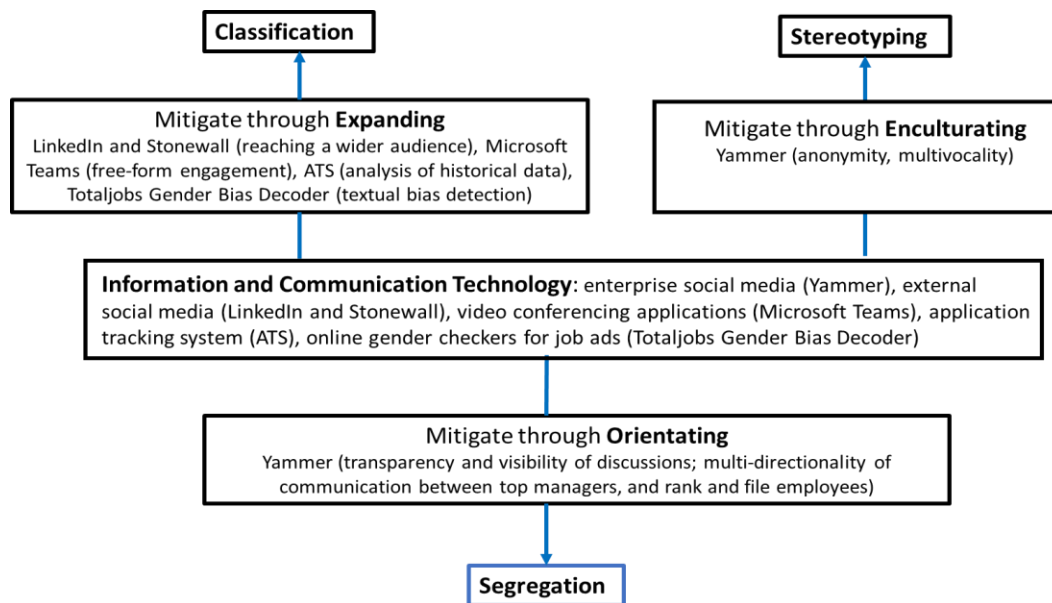 Classification
Stereotyping
Mitigate through Expanding
LinkedIn and Stonewall (reaching a wider audience), Microsoft
Teams (free-form engagement), ATS (analysis of historical data),
Totaljobs Gender Bias Decoder (textual bias detection)
Mitigate through Enculturating
Yammer (anonymity, multivocality)
Information and Communication Technology: enterprise social media (Yammer), external
social media (LinkedIn and Stonewall), video conferencing applications (Microsoft Teams), application
tracking system (ATS), online gender checkers for job ads (Totaljobs Gender Bias Decoder)
Mitigate through Orientating
Yammer (transparency and visibility of discussions; multi-directionality of
communication between top managers, and rank and file employees)
Segregation